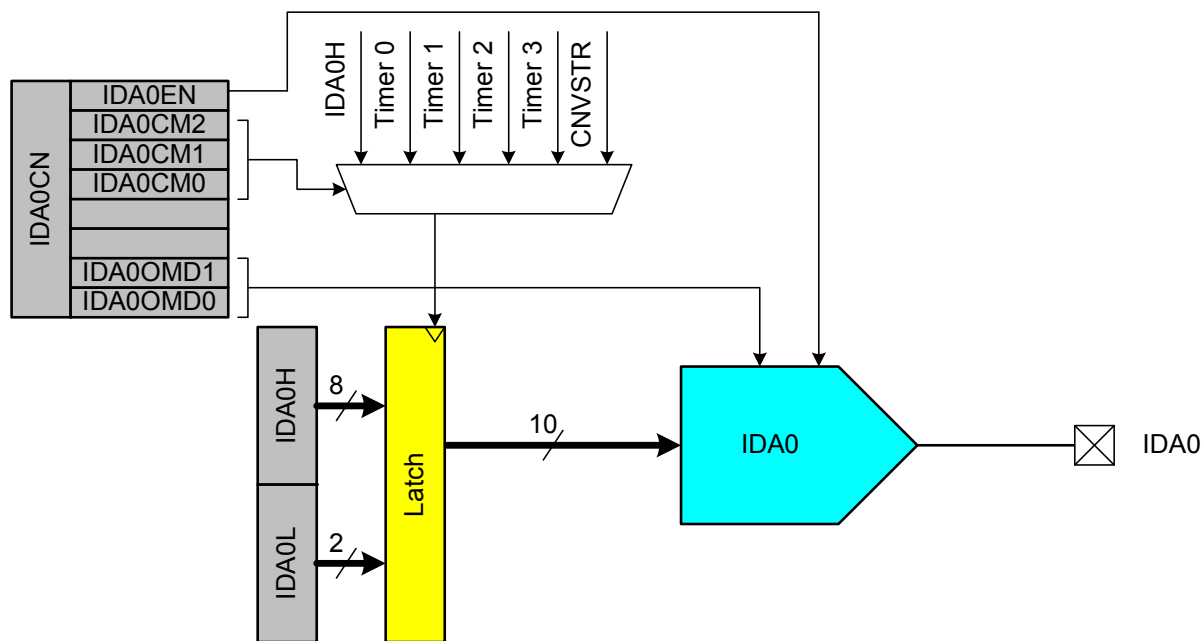 IDA0CN
IDA0EN
IDA0CM2
IDA0CM1
IDA0CM0
IDA0OMD1
IDA0OMD0
IDA0H
Timer 0
Timer 1
Timer 2
Timer 3
CNVSTR
IDA0H
8
IDA0L
2
Latch
10
IDA0
IDA0